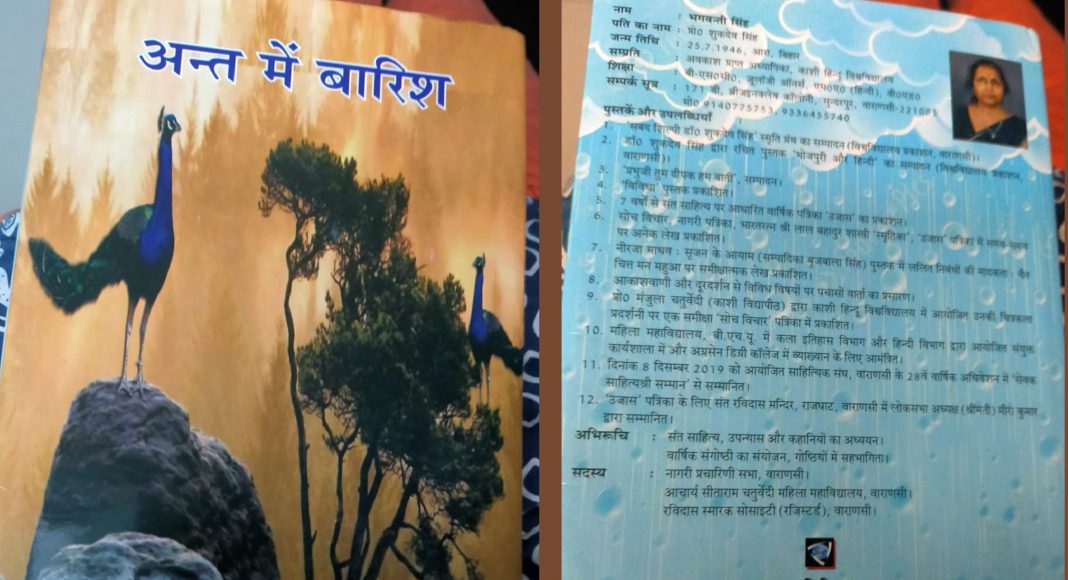 अन्त में बारिश
नाम : भगवन्ती सिंह
पति का नाम : प्रो० शुकदेव सिंह
जन्म तिथि : 25.7.1946, आरा, बिहार
सम्प्रति : अवकाश प्राप्त अध्यापिका, काशी हिन्दू विश्वविद्यालय
शिक्षा : बी०एस०सी०, जूलॉजी ऑनर्स, एम०ए० (हिन्दी), बी०एड०
सम्पर्क सूत्र : 171 बी, ब्रीजइनक्लेव कॉलोनी, सुन्दरपुर, वाराणसी-221005
मो० 9140775753, 9336455740
पुस्तकें और उपलब्धियाँ
1. 'सबद शिल्पी डॉ० शुकदेव सिंह' स्मृति ग्रंथ का सम्पादन (विश्वविद्यालय प्रकाशन, वाराणसी)।
2. डॉ० शुकदेव सिंह द्वारा रचित पुस्तक 'भोजपुरी और हिन्दी' का सम्पादन (विश्वविद्यालय प्रकाशन,
वाराणसी)।
3. 'प्रभुजी तुम दीपक हम बाती', सम्पादन।
4. 'विविधा' पुस्तक प्रकाशित।
5. 7 वर्षों से संत साहित्य पर आधारित वार्षिक पत्रिका 'उजास' का प्रकाशन।
6. सोच विचार, नागरी पत्रिका, भारतरत्न श्री लाल बहादुर शास्त्री 'स्मृतिका', 'उजास' पत्रिका में समय-समय
पर अनेक लेख प्रकाशित।
7. नीरजा माधव : सृजन के आयाम (सम्पादिका बृजबाला सिंह) पुस्तक में ललित निबंधों की मादकता : चैत
चित्त मन महुआ पर समीक्षात्मक लेख प्रकाशित।
8. आकाशवाणी और दूरदर्शन से विविध विषयों पर पचासों वार्ता का प्रसारण।
9. प्रो० मंजुला चतुर्वेदी (काशी विद्यापीठ) द्वारा काशी हिन्दू विश्वविद्यालय में आयोजित उनकी चित्रकला
प्रदर्शनी पर एक समीक्षा 'सोच विचार' पत्रिका में प्रकाशित।
10. महिला महाविद्यालय, बी.एच.यू. में कला इतिहास विभाग और हिन्दी विभाग द्वारा आयोजित संयुक्त
कार्यशाला में और अग्रसेन डिग्री कॉलेज में व्याख्यान के लिए आमंत्रित।
11. दिनांक 8 दिसम्बर 2019 को आयोजित साहित्यिक संघ, वाराणसी के 28वें वार्षिक अधिवेशन में 'सेवक
साहित्यश्री सम्मान' से सम्मानित।
12. 'उजास' पत्रिका के लिए संत रविदास मन्दिर, राजघाट, वाराणसी में लोकसभा अध्यक्ष (श्रीमती) मीरा कुमार
द्वारा सम्मानित।
अभिरूचि : संत साहित्य, उपन्यास और कहानियों का अध्ययन।
वार्षिक संगोष्ठी का संयोजन, गोष्ठियों में सहभागिता।
सदस्य : नागरी प्रचारिणी सभा, वाराणसी।
आचार्य सीताराम चतुर्वेदी महिला महाविद्यालय, वाराणसी।
रविदास स्मारक सोसाइटी (रजिस्टर्ड), वाराणसी।